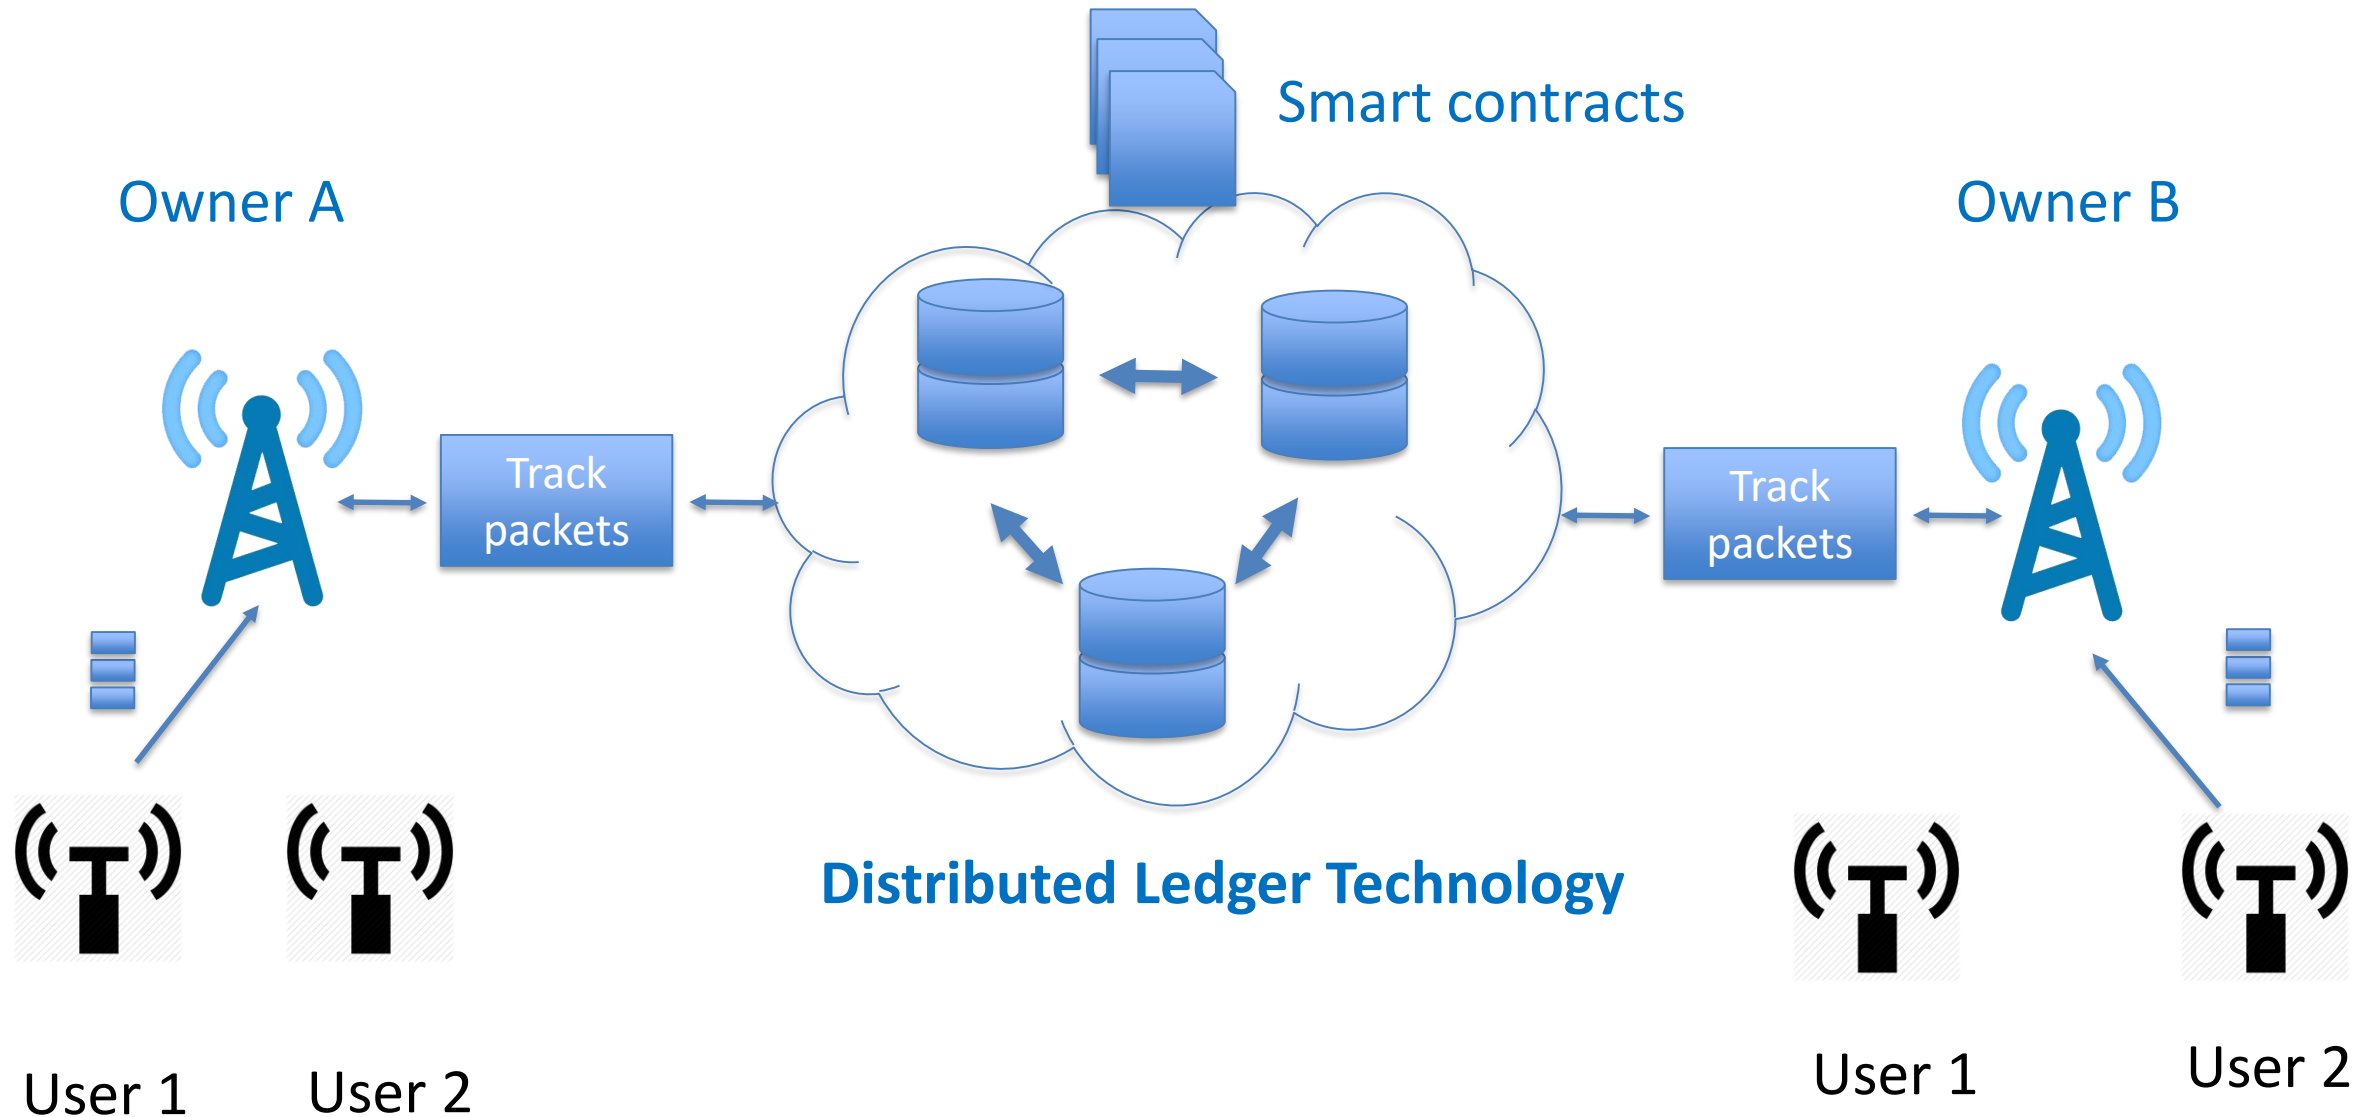 Smart contracts
Owner A
Owner B
Track
packets
Track
packets
Distributed Ledger Technology
User 1
User 2
User 1
User 2